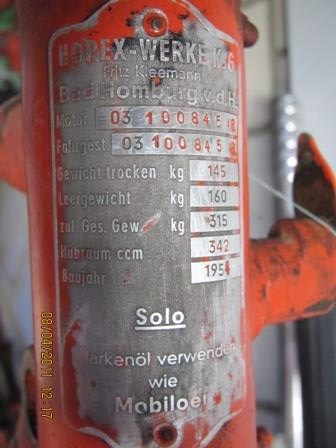 HOREX-WERKE K.G.
Fritz Kleemann
Bad Homburg v.d.H.
Motor 03 100845
Fahrgest. 03 100845
Gewicht trocken kg 145
Leergewicht kg 160
zul. Ges. Gew. kg 315
Hubraum ccm 342
Baujahr 1954
Solo
Markenöl verwenden
wie
Mobiloel
08/04/2011 12:17